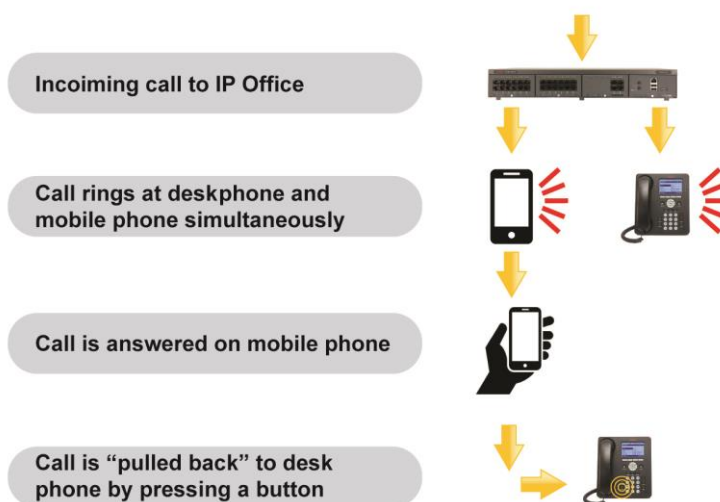 Incoiming call to IP Office
Call rings at deskphone and
mobile phone simultaneously
Call is answered on mobile phone
Call is “pulled back” to desk
phone by pressing a button